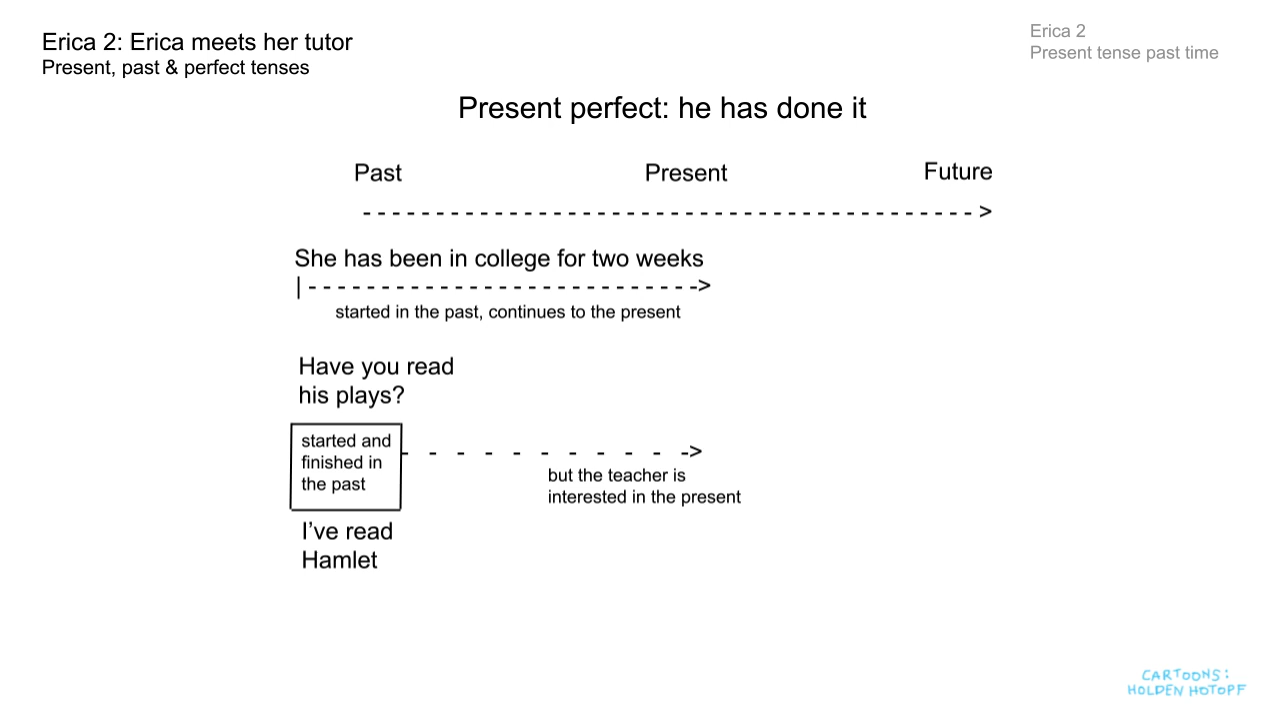 Erica 2: Erica meets her tutor
Present, past & perfect tenses
Erica 2
Present tense past time
Present perfect: he has done it
Past Present Future
She has been in college for two weeks
started in the past, continues to the present
Have you read
his plays?
started and
finished in
the past
but the teacher is
interested in the present
I’ve read
Hamlet
CARTOONS:
HOLDEN HOTOPF